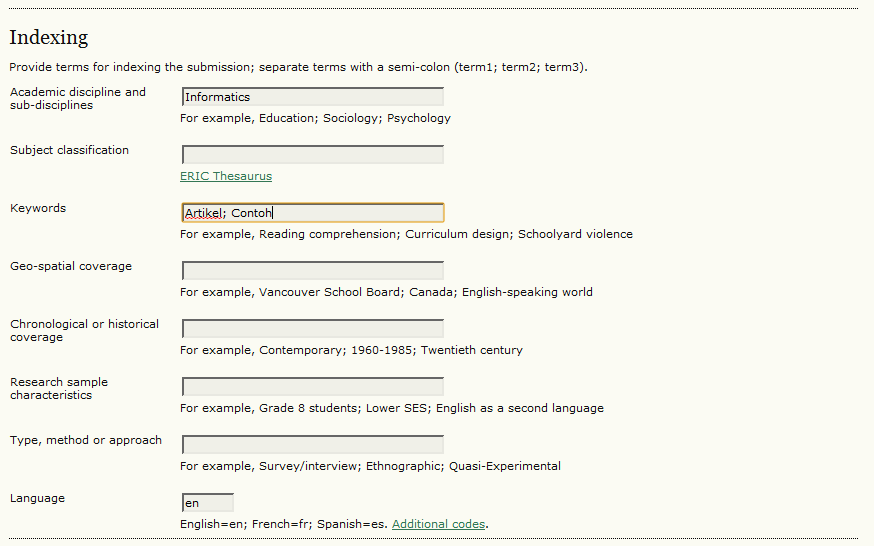 Indexing
Provide terms for indexing the submission; separate terms with a semi-colon (term1; term2; term3).
Academic discipline and
sub-disciplines
Informatics
For example, Education; Sociology; Psychology
Subject classification
ERIC Thesaurus
Keywords
Artikel; Contoh
For example, Reading comprehension; Curriculum design; Schoolyard violence
Geo-spatial coverage
For example, Vancouver School Board; Canada; English-speaking world
Chronological or historical
coverage
For example, Contemporary; 1960-1985; Twentieth century
Research sample
characteristics
For example, Grade 8 students; Lower SES; English as a second language
Type, method or approach
For example, Survey/interview; Ethnographic; Quasi-Experimental
Language
en
English=en; French=fr; Spanish=es. Additional codes.